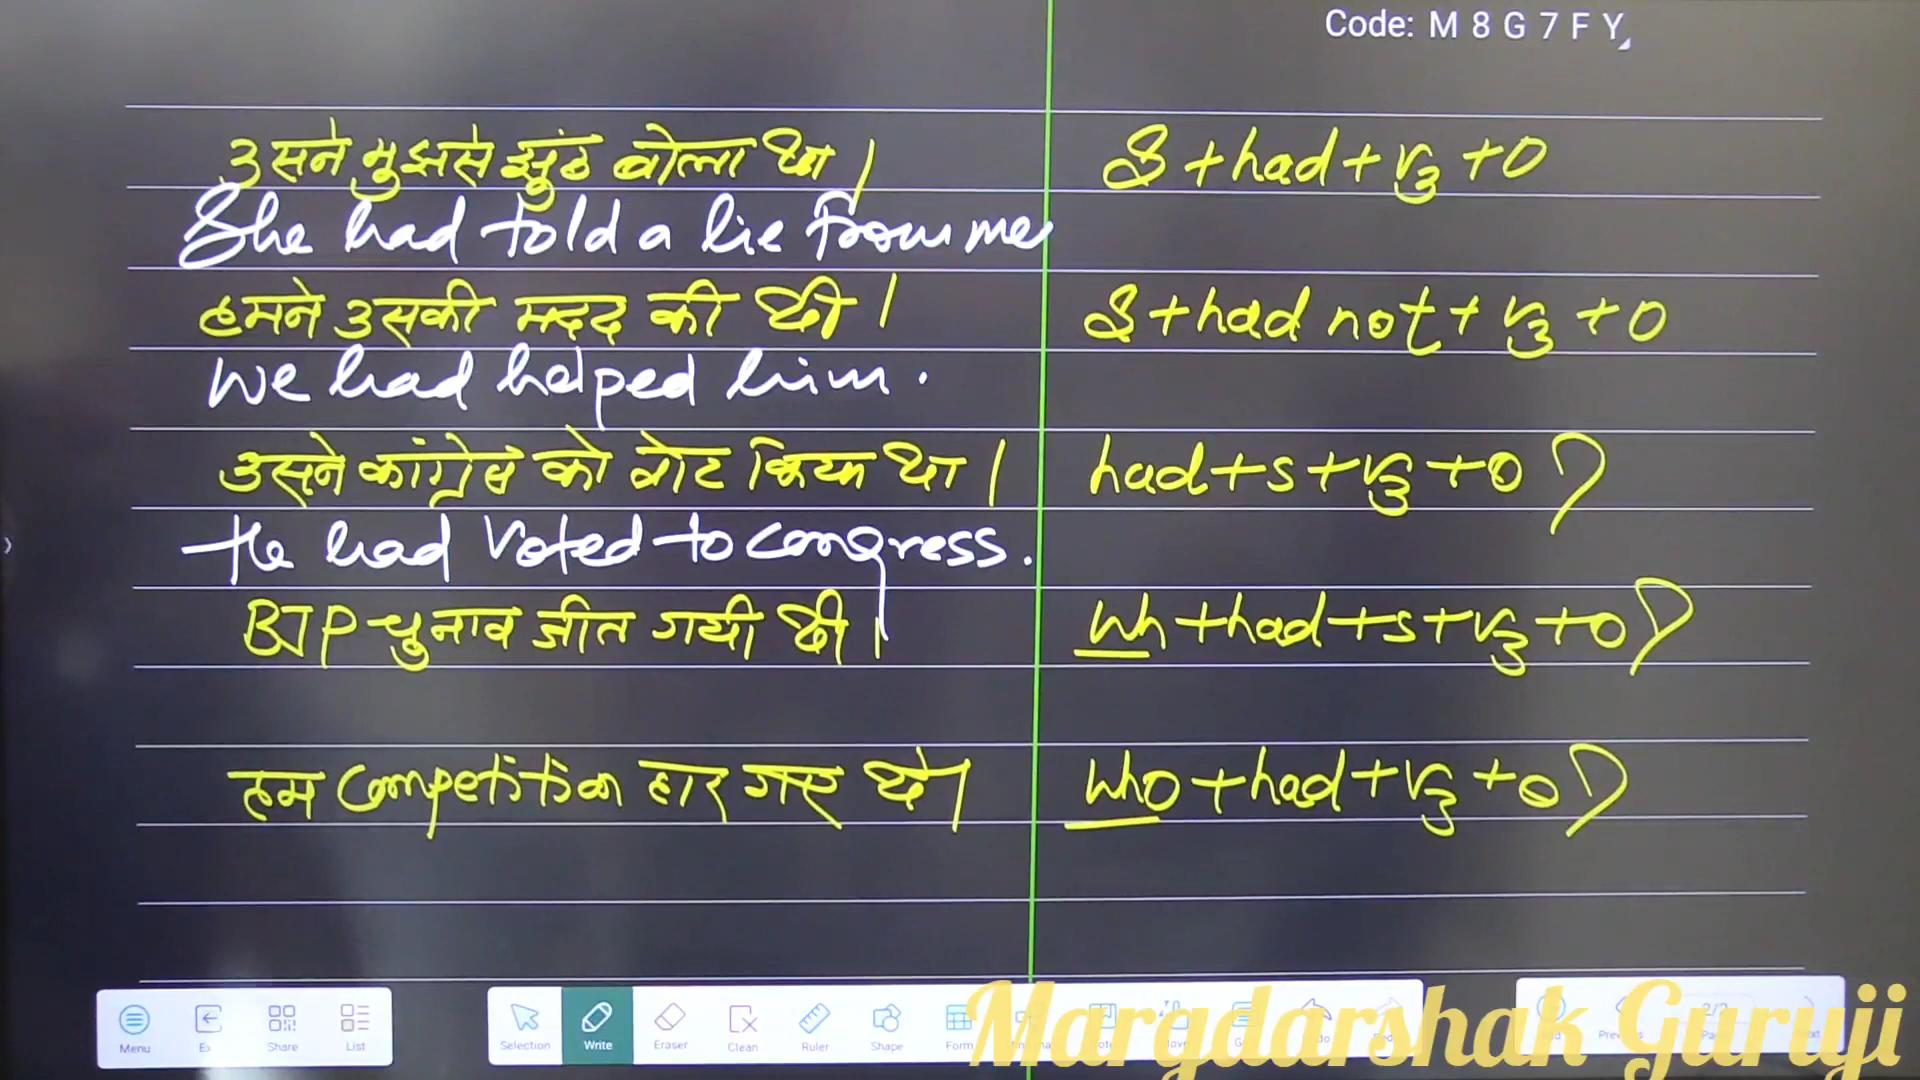 Code: M 8 G 7 F Y
उसने मुझसे झुंठ बोला था।
S + had + V3 + O
She had told a lie from me
हमने उसकी मदद की थी।
S + had not + V3 + O
We had helped him.
उसने कांग्रेस को वोट किया था।
had + s + V3 + O ?
He had Voted to congress.
BJP चुनाव जीत गयी थी।
Wh + had + s + V3 + O ?
हम Competition हार गए थे।
Who + had + V3 + O ?
Menu
Share
List
Selection
Write
Eraser
Clean
Ruler
Shape
Form
Margdarshak Guruji